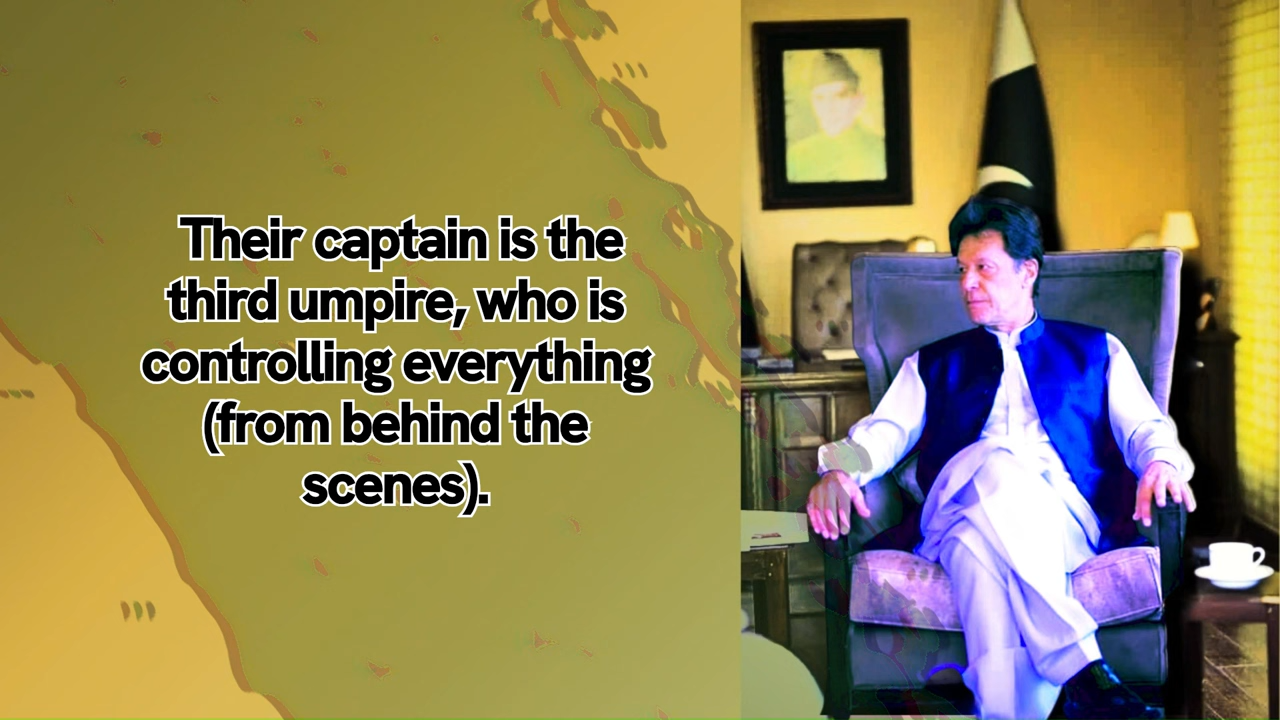 Their captain is the
third umpire, who is
controlling everything
(from behind the
scenes).